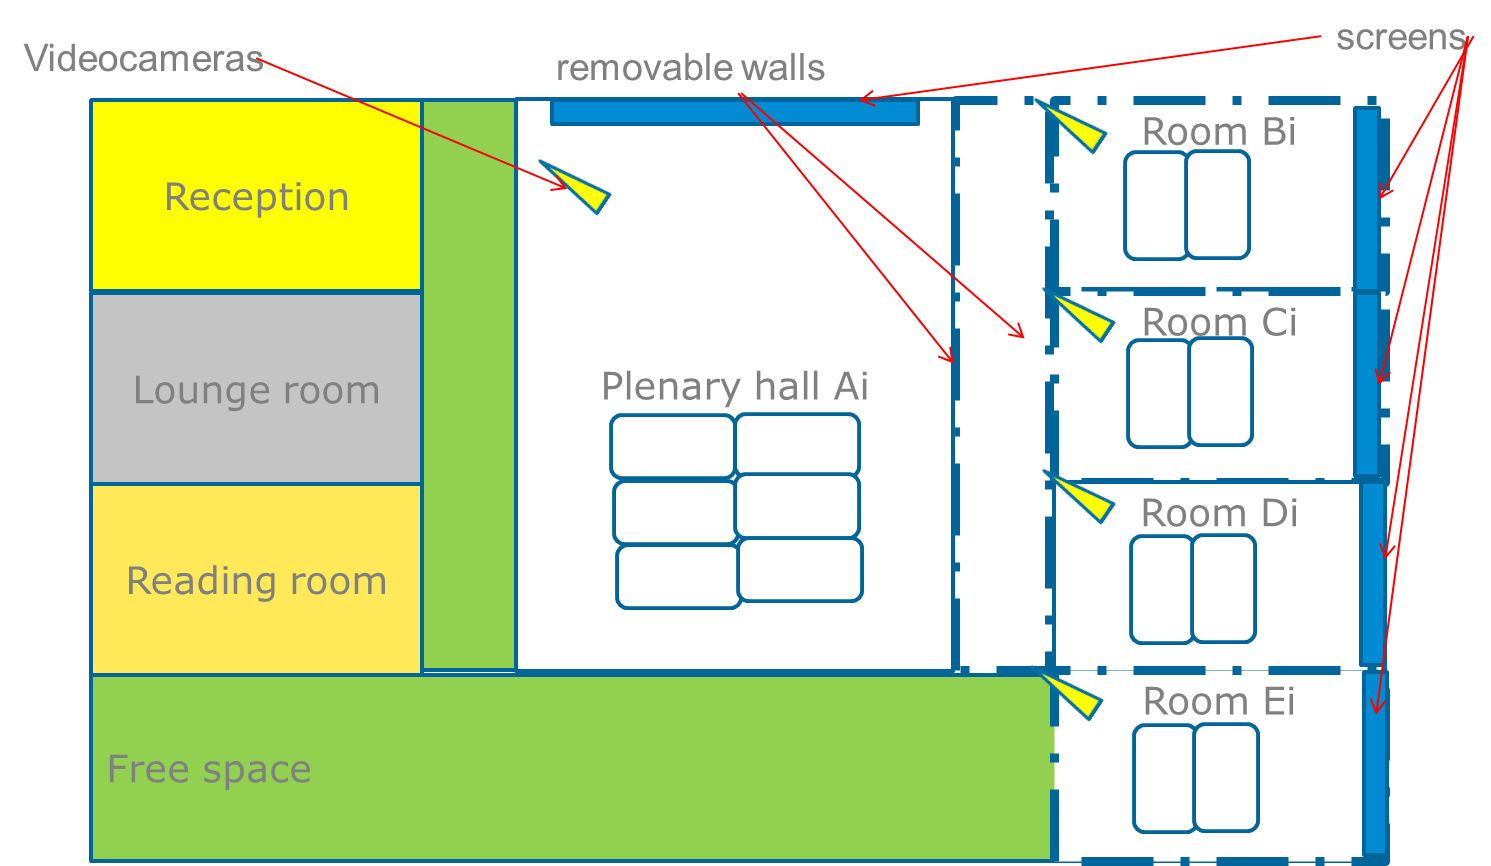 Videocameras
removable walls
screens
Reception
Room Bi
Lounge room
Plenary hall Ai
Room Ci
Reading room
Room Di
Free space
Room Ei